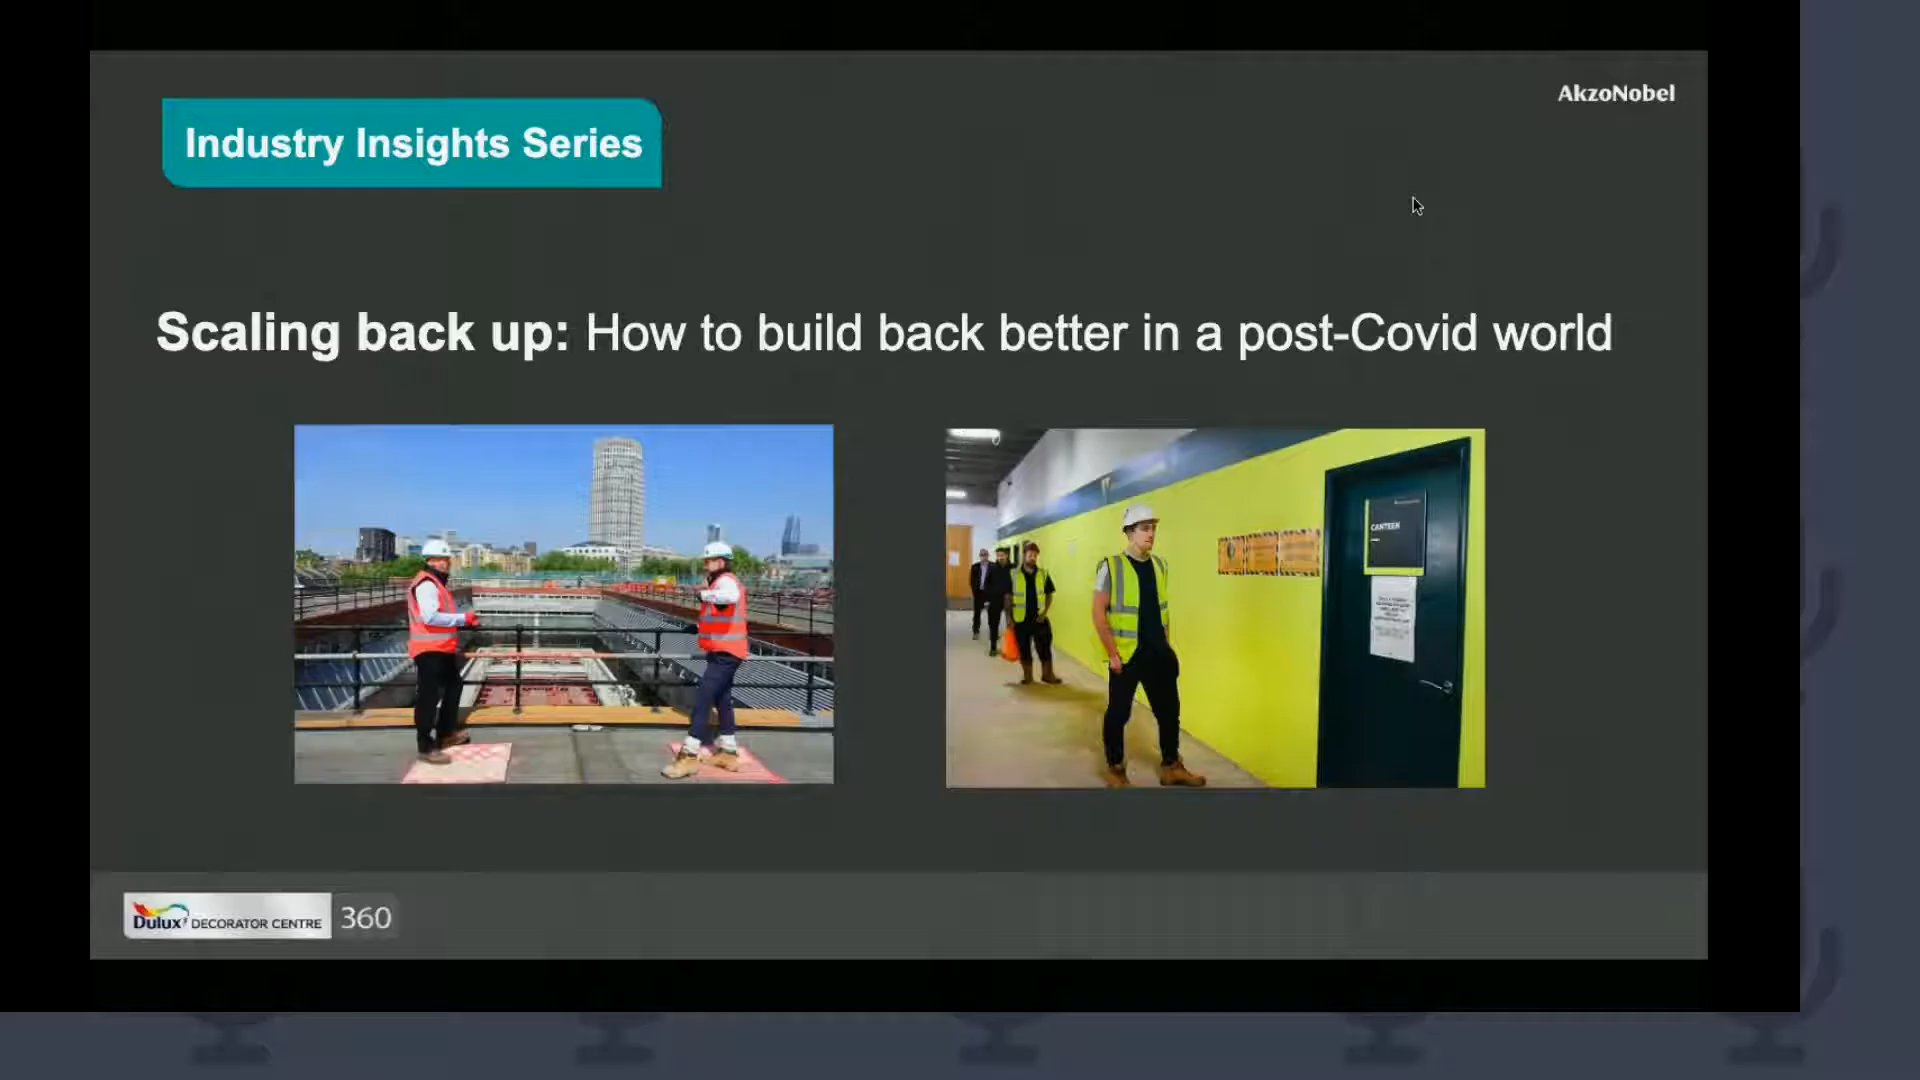 AkzoNobel
Industry Insights Series
Scaling back up: How to build back better in a post-Covid world
CANTEEN
Dulux DECORATOR CENTRE 360